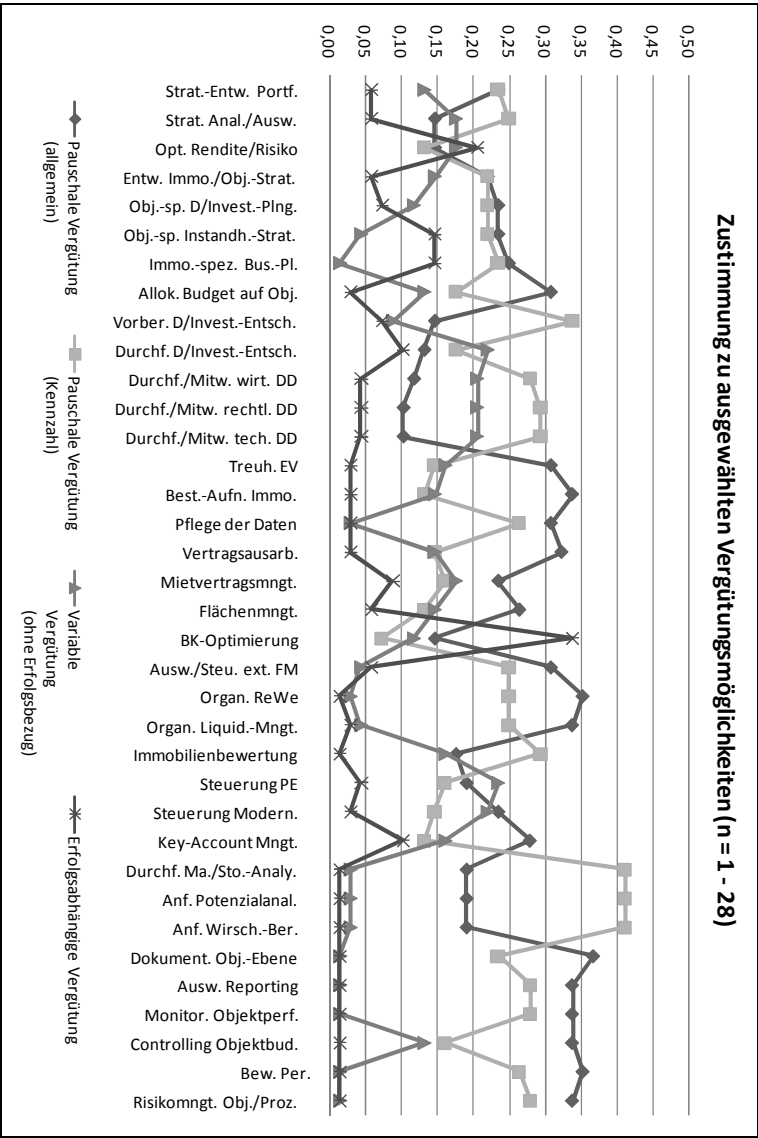 Zustimmung zu ausgewählten Vergütungsmöglichkeiten (n = 1 - 28)
0,50
0,45
0,40
0,35
0,30
0,25
0,20
0,15
0,10
0,05
0,00
Strat.-Entw. Portf.
Strat. Anal./Ausw.
Opt. Rendite/Risiko
Entw. Immo./Obj.-Strat.
Obj.-sp. D/Invest.-Plng.
Obj.-sp. Instandh.-Strat.
Immo.-spez. Bus.-Pl.
Allok. Budget auf Obj.
Vorber. D/Invest.-Entsch.
Durchf. D/Invest.-Entsch.
Durchf./Mitw. wirt. DD
Durchf./Mitw. rechtl. DD
Durchf./Mitw. tech. DD
Treuh. EV
Best.-Aufn. Immo.
Pflege der Daten
Vertragsausarb.
Mietvertragsmngt.
Flächenmngt.
BK-Optimierung
Ausw./Steu. ext. FM
Organ. ReWe
Organ. Liquid.-Mngt.
Immobilienbewertung
Steuerung PE
Steuerung Modern.
Key-Account Mngt.
Durchf. Ma./Sto.-Analy.
Anf. Potenzialanal.
Anf. Wirsch.-Ber.
Dokument. Obj.-Ebene
Ausw. Reporting
Monitor. Objektperf.
Controlling Objektbud.
Bew. Per.
Risikomngt. Obj./Proz.
Pauschale Vergütung
(allgemein)
Pauschale Vergütung
(Kennzahl)
Variable
Vergütung
(ohne Erfolgsbezug)
Erfolgsabhängige Vergütung